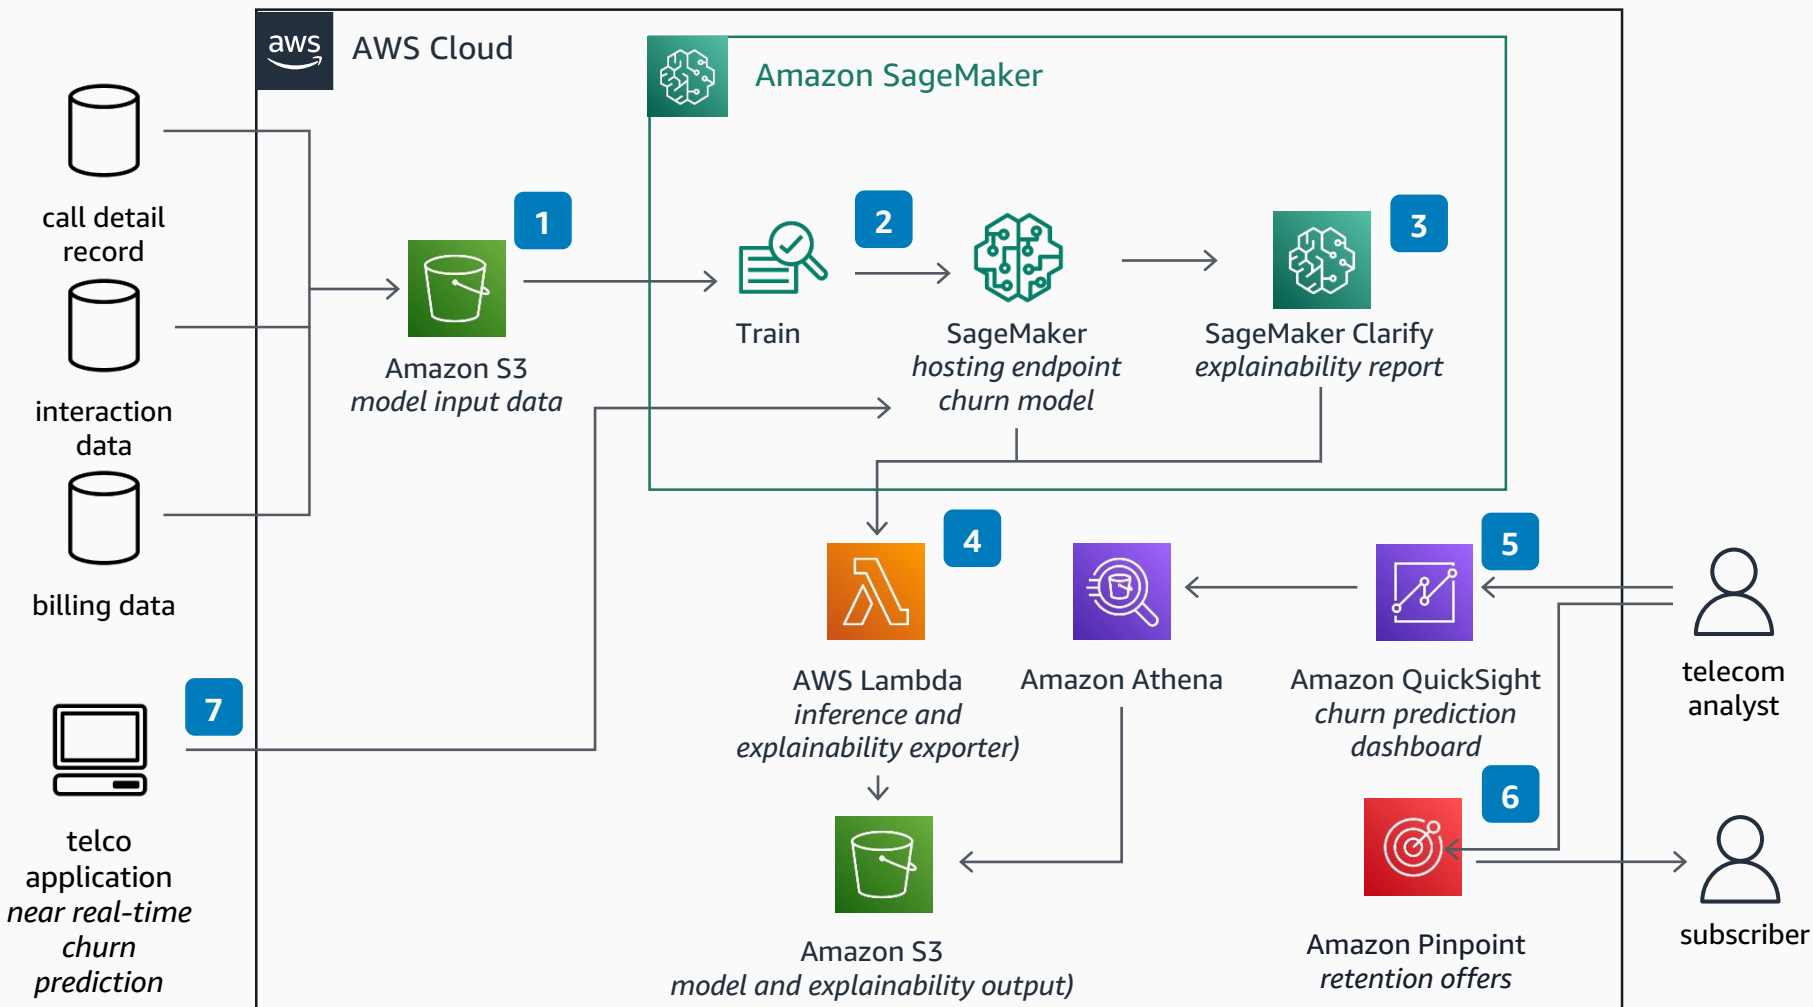 aws
AWS Cloud
Amazon SageMaker
call detail
record
interaction
data
billing data
1
Amazon S3
model input data
Train
2
SageMaker
hosting endpoint
churn model
3
SageMaker Clarify
explainability report
4
AWS Lambda
inference and
explainability exporter)
Amazon Athena
5
Amazon QuickSight
churn prediction
dashboard
telecom
analyst
7
telco
application
near real-time
churn
prediction
Amazon S3
model and explainability output)
6
Amazon Pinpoint
retention offers
subscriber